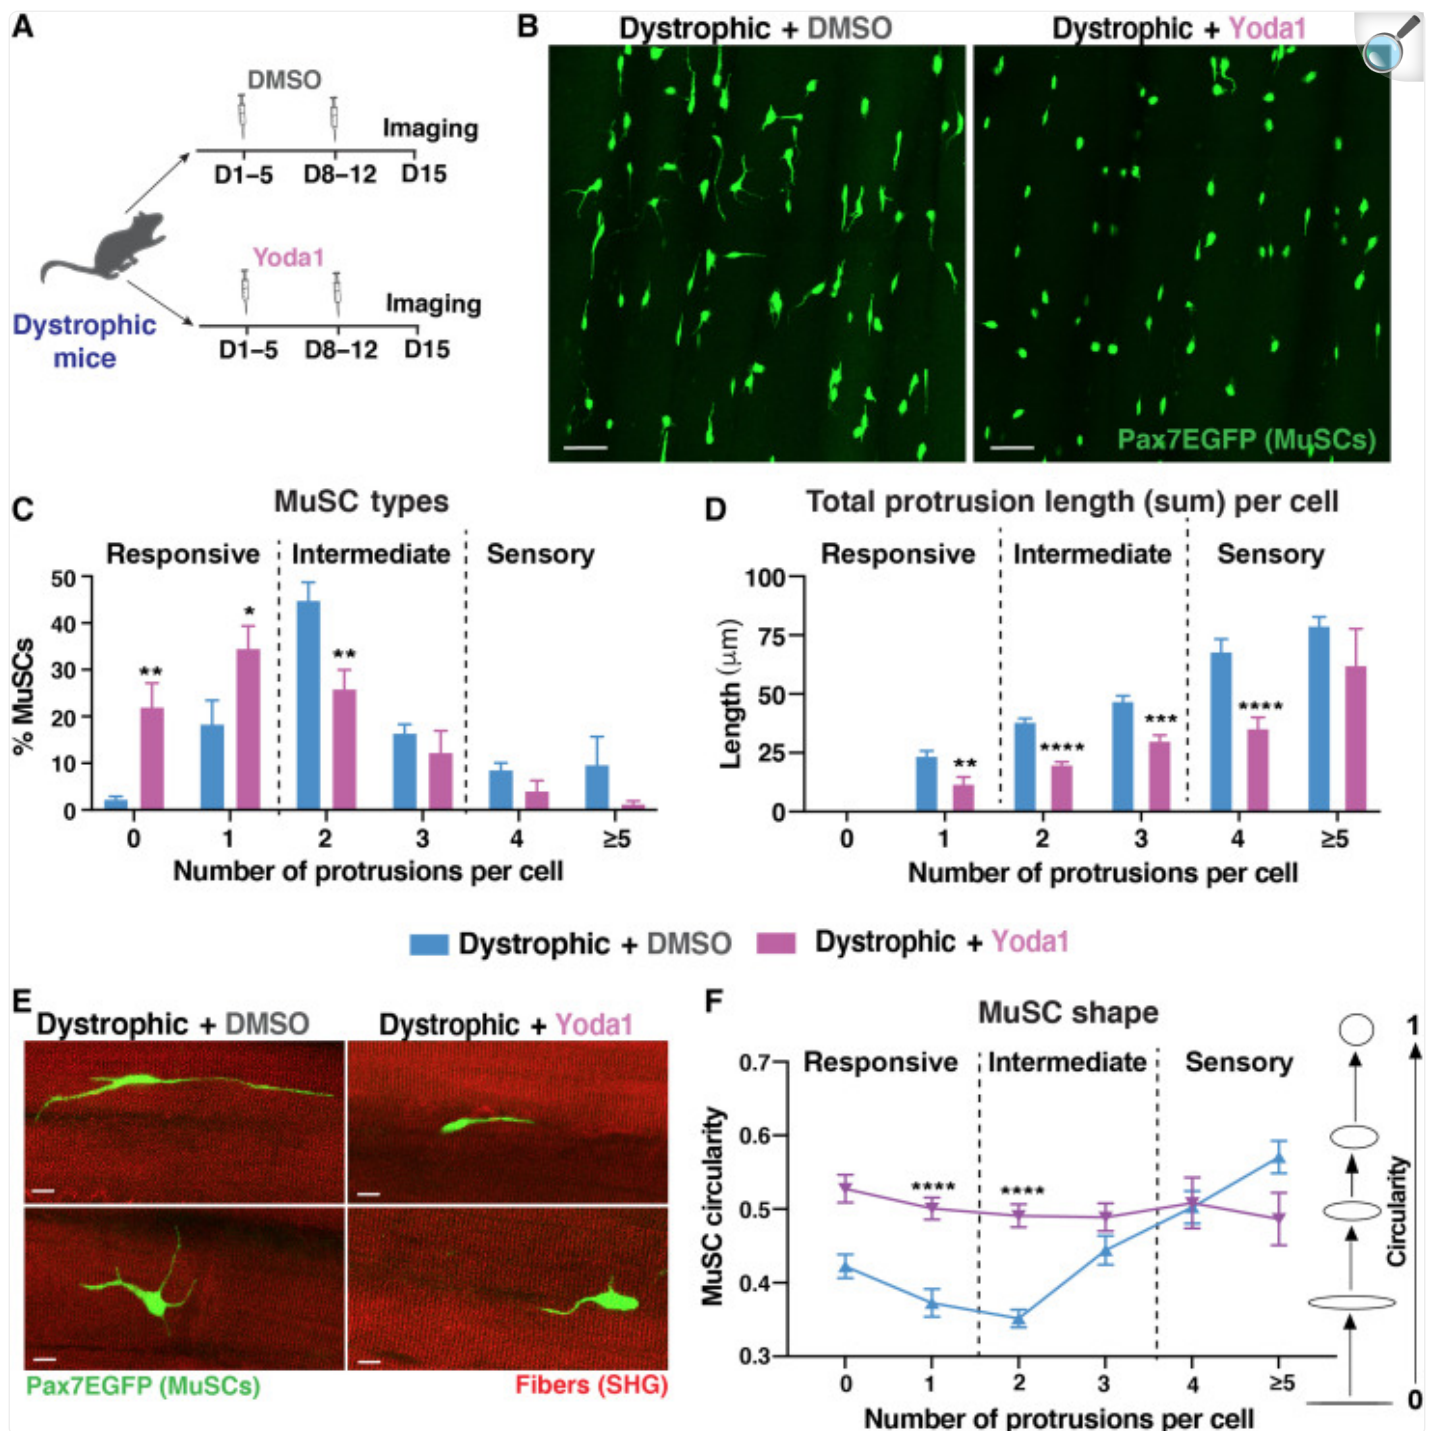 A
DMSO
Imaging
D1–5 D8–12 D15
Yoda1
Imaging
D1–5 D8–12 D15
Dystrophic
mice
B
Dystrophic + DMSO
Dystrophic + Yoda1
Pax7EGFP (MuSCs)
C
MuSC types
Responsive Intermediate Sensory
50
40
30
20
10
0
% MuSCs
**
*
**
0 1 2 3 4 ≥5
Number of protrusions per cell
D
Total protrusion length (sum) per cell
Responsive Intermediate Sensory
100
75
50
25
0
Length (μm)
**
****
***
****
0 1 2 3 4 ≥5
Number of protrusions per cell
Dystrophic + DMSO Dystrophic + Yoda1
E
Dystrophic + DMSO Dystrophic + Yoda1
Pax7EGFP (MuSCs) Fibers (SHG)
F
MuSC shape
Responsive Intermediate Sensory
0.7
0.6
0.5
0.4
0.3
MuSC circularity
****
****
0 1 2 3 4 ≥5
Number of protrusions per cell
1
Circularity
0